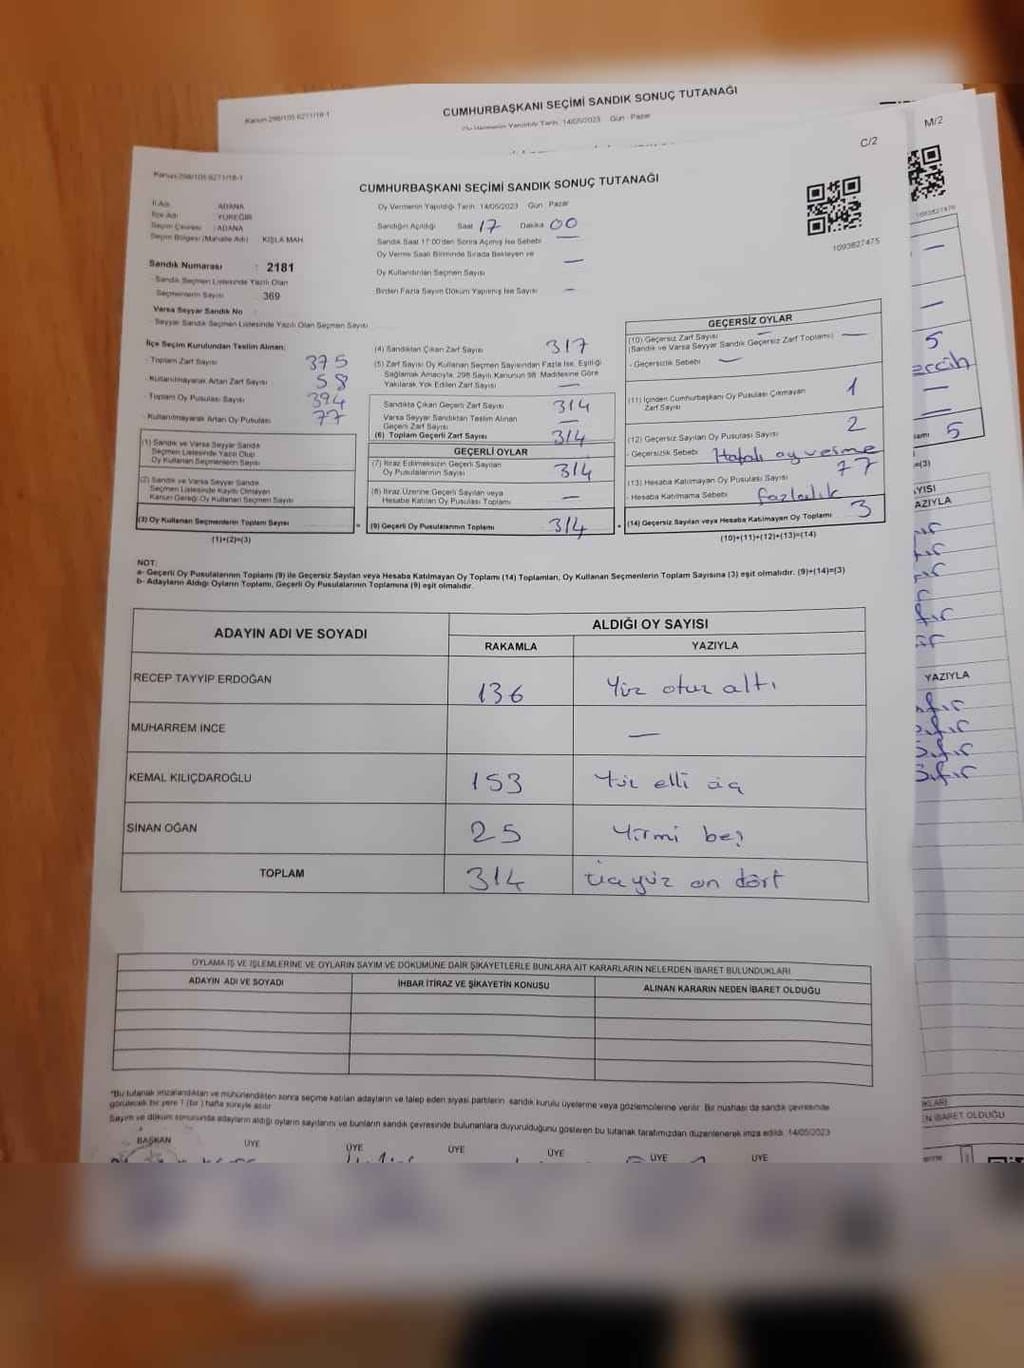 CUMHURBAŞKANI SEÇİMİ SANDIK SONUÇ TUTANAĞI
Oy Vermenin Yapıldığı Tarih: 14/05/2023 Gün: Pazar
M/2
C/2
Kanun:298/105 6271/18-1
CUMHURBAŞKANI SEÇİMİ SANDIK SONUÇ TUTANAĞI
İl Adı : ADANA
İlçe Adı : YÜREĞİR
Seçim Çevresi : ADANA
Seçim Bölgesi (Mahalle Adı) : KIŞLA MAH
Oy Vermenin Yapıldığı Tarih: 14/05/2023 Gün: Pazar
Sandığın Açıldığı Saat 17 Dakika 00
Sandık Saat 17:00'den Sonra Açılmış İse Sebebi —
Oy Verme Saati Bitiminde Sırada Bekleyen ve
Oy Kullandırılan Seçmen Sayısı —
Birden Fazla Sayım Döküm Yapılmış İse Sayısı —
1093827475
Sandık Numarası : 2181
Sandık Seçmen Listesinde Yazılı Olan
Seçmenlerin Sayısı : 369
Varsa Seyyar Sandık No :
Seyyar Sandık Seçmen Listesinde Yazılı Olan Seçmen Sayısı :
İlçe Seçim Kurulundan Teslim Alınan:
Toplam Zarf Sayısı 375
Kullanılmayarak Artan Zarf Sayısı 58
Toplam Oy Pusulası Sayısı 394
Kullanılmayarak Artan Oy Pusulası 77
(1) Sandık ve Varsa Seyyar Sandık
Seçmen Listesinde Yazılı Olup
Oy Kullanan Seçmenlerin Sayısı
(2) Sandık ve Varsa Seyyar Sandık
Seçmen Listesinde Kayıtlı Olmayan
Kanun Gereği Oy Kullanan Seçmen Sayısı
(3) Oy Kullanan Seçmenlerin Toplam Sayısı
(1)+(2)=(3)
(4) Sandıktan Çıkan Zarf Sayısı 317
(5) Zarf Sayısı Oy Kullanan Seçmen Sayısından Fazla İse, Eşitliği
Sağlamak Amacıyla, 298 Sayılı Kanunun 98. Maddesine Göre
Yakılarak Yok Edilen Zarf Sayısı —
Sandıkta Çıkan Geçerli Zarf Sayısı 314
Varsa Seyyar Sandıktan Teslim Alınan
Geçerli Zarf Sayısı —
(6) Toplam Geçerli Zarf Sayısı 314
GEÇERLİ OYLAR
(7) İtiraz Edilmeksizin Geçerli Sayılan
Oy Pusulalarının Sayısı 314
(8) İtiraz Üzerine Geçerli Sayılan veya
Hesaba Katılan Oy Pusulası Toplamı —
(9) Geçerli Oy Pusulalarının Toplamı 314
GEÇERSİZ OYLAR
(10) Geçersiz Zarf Sayısı —
(Sandık ve Varsa Seyyar Sandık Geçersiz Zarf Toplamı) —
- Geçersizlik Sebebi —
(11) İçinden Cumhurbaşkanı Oy Pusulası Çıkmayan
Zarf Sayısı 1
(12) Geçersiz Sayılan Oy Pusulası Sayısı 2
- Geçersizlik Sebebi Hatalı oy verme
(13) Hesaba Katılmayan Oy Pusulası Sayısı 77
Hesaba Katılmama Sebebi fazlalık
(14) Geçersiz Sayılan veya Hesaba Katılmayan Oy Toplamı 3
(10)+(11)+(12)+(13)=(14)
NOT:
a- Geçerli Oy Pusulalarının Toplamı (9) ile Geçersiz Sayılan veya Hesaba Katılmayan Oy Toplamı (14) Toplamları, Oy Kullanan Seçmenlerin Toplam Sayısına (3) eşit olmalıdır. (9)+(14)=(3)
b- Adayların Aldığı Oyların Toplamı, Geçerli Oy Pusulalarının Toplamına (9) eşit olmalıdır.
ADAYIN ADI VE SOYADI
ALDIĞI OY SAYISI
RAKAMLA YAZIYLA
RECEP TAYYİP ERDOĞAN 136 Yüz otuz altı
MUHARREM İNCE —
KEMAL KILIÇDAROĞLU 153 Yüz elli üç
SİNAN OĞAN 25 Yirmi beş
TOPLAM 314 Üç yüz on dört
OYLAMA İŞ VE İŞLEMLERİNE VE OYLARIN SAYIM VE DÖKÜMÜNE DAİR ŞİKAYETLERLE BUNLARA AİT KARARLARIN NELERDEN İBARET BULUNDUKLARI
ADAYIN ADI VE SOYADI İHBAR İTİRAZ VE ŞİKAYETİN KONUSU ALINAN KARARIN NEDEN İBARET OLDUĞU
*Bu tutanak imzalandıktan ve mühürlendikten sonra seçime katılan adayların ve talep eden siyasi partilerin sandık kurulu üyelerine veya gözlemcilerine verilir. Bir nüshası da sandık çevresinde
görülecek bir yere 1 (bir) hafta süreyle asılır.
Sayım ve döküm sonucunda adayların aldığı oyların sayılarını ve bunların sandık çevresinde bulunanlara duyurulduğunu gösteren bu tutanak tarafımızdan düzenlenerek imza edildi. 14/05/2023
BAŞKAN ÜYE ÜYE ÜYE ÜYE ÜYE ÜYE
5
5
YAZIYLA
YAZIYLA
Sıfır
Sıfır
Sıfır
Sıfır
N İBARET OLDUĞU